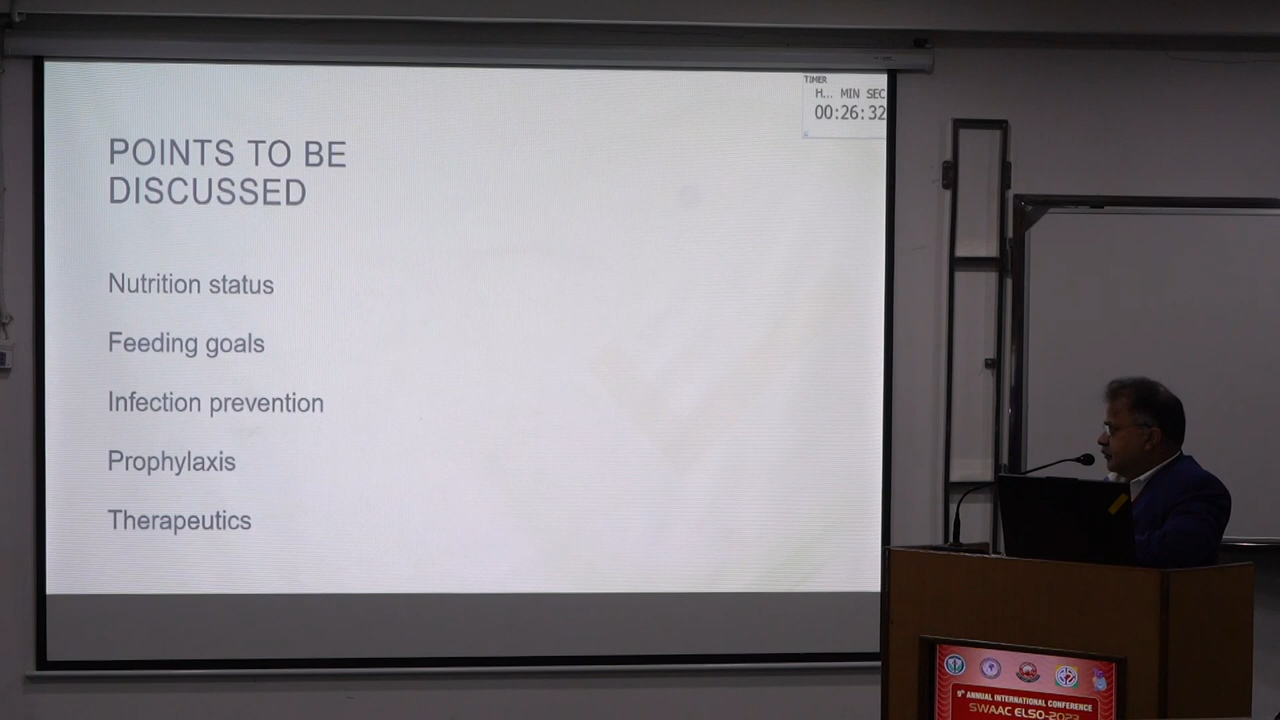 TIMER
H... MIN SEC
00:26:32
POINTS TO BE
DISCUSSED
Nutrition status
Feeding goals
Infection prevention
Prophylaxis
Therapeutics
9th ANNUAL INTERNATIONAL CONFERENCE
SWAAC ELSO-2023